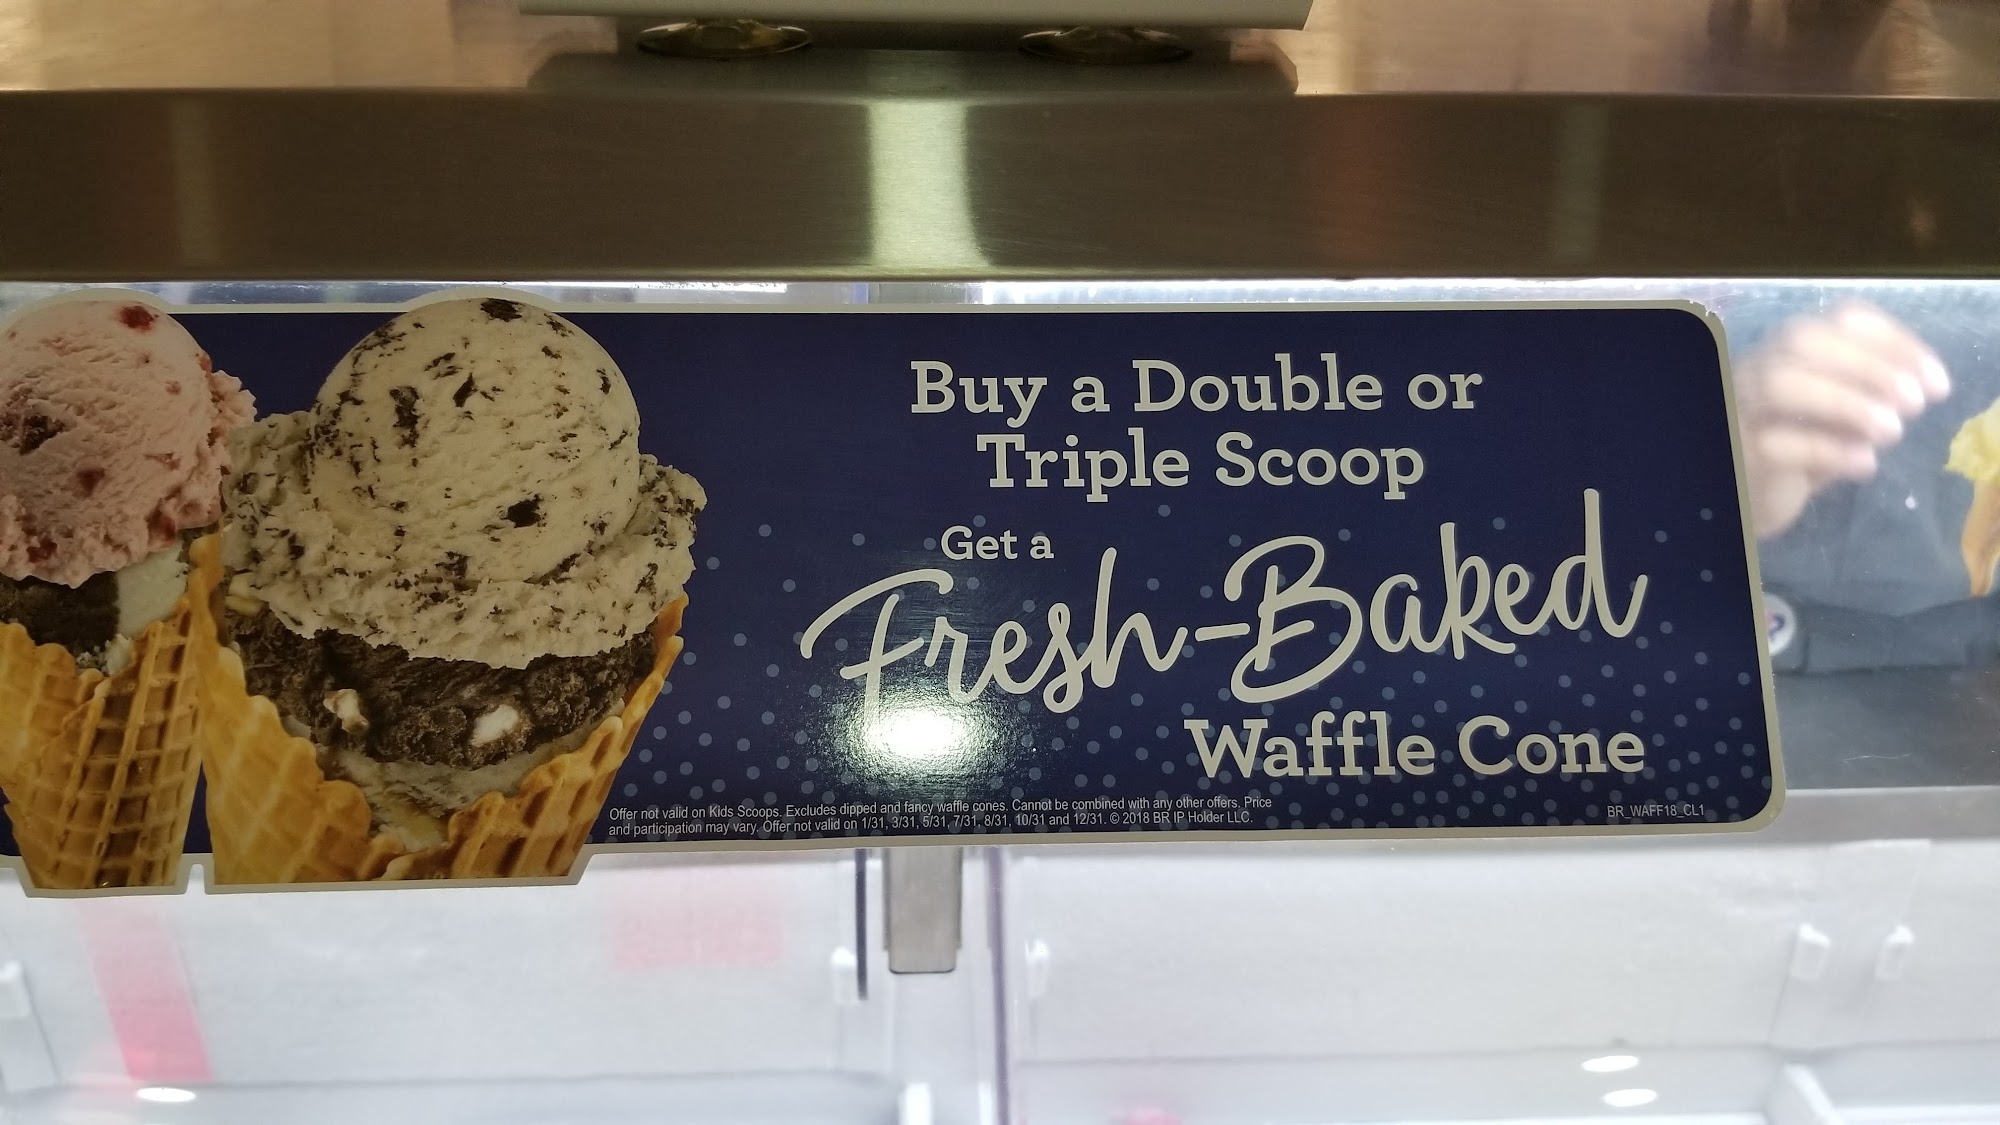 Buy a Double or
Triple Scoop
Get a
Fresh-Baked
Waffle Cone
Offer not valid on Kids Scoops. Excludes dipped and fancy waffle cones. Cannot be combined with any other offers. Price
and participation may vary. Offer not valid on 1/31, 3/31, 5/31, 7/31, 8/31, 10/31 and 12/31. © 2018 BR IP Holder LLC.
BR_WAFF18_CL1